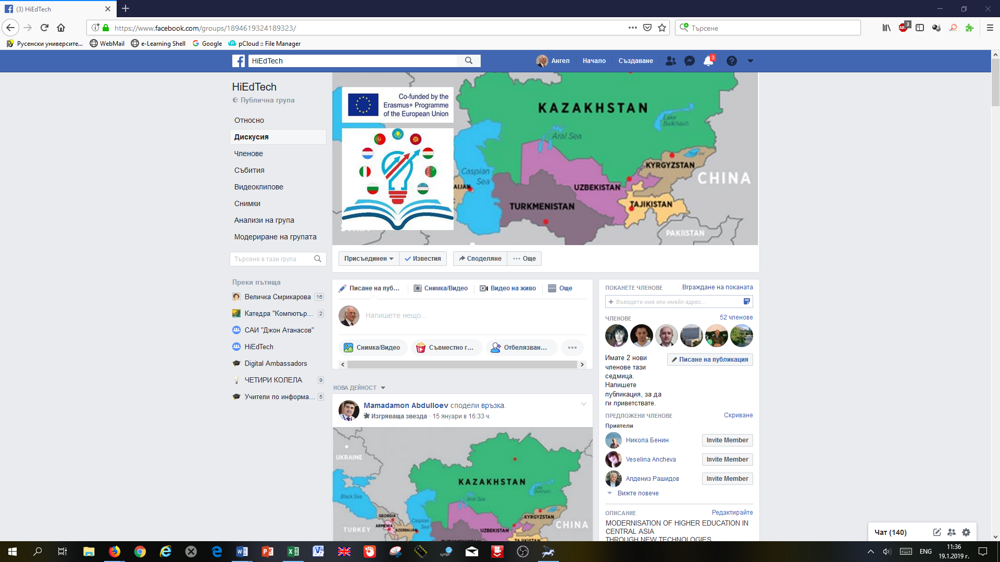 (3) HiEdTech
https://www.facebook.com/groups/1894619324189323/
Търсене
3
Русенски университе...
WebMail
e-Learning Shell
Google
pCloud :: File Manager
HiEdTech
Ангел
Начало
Създаване
3
HiEdTech
Публична група
Относно
Дискусия
Членове
Събития
Видеоклипове
Снимки
Анализи на група
Модериране на групата
Търсене в тази група
Преки пътища
Величка Смрикарова 16
Катедра "Компютър... 2
САИ "Джон Атанасов"
HiEdTech
Digital Ambassadors
ЧЕТИРИ КОЛЕЛА 9
Учители по информа... 5
Co-funded by the
Erasmus+ Programme
of the European Union
KAZAKHSTAN
Lake
Balkhash
Aral Sea
Caspian
Sea
KYRGYZSTAN
CHINA
UZBEKISTAN
AIJAN
TURKMENISTAN
TAJIKISTAN
PAKIISTAN
Присъединен
Известия
Споделяне
Още
Писане на пуб...
Снимка/Видео
Видео на живо
Още
Напишете нещо...
Снимка/Видео
Съвместно г...
Отбелязван...
НОВА ДЕЙНОСТ
Mamadamon Abdulloev сподели връзка.
Изгряваща звезда · 15 януари в 16:33 ч.
UKRAINE
KAZAKHSTAN
Lake
Balkhash
Black Sea
Aral Sea
GEORGIA
Caspian
Sea
KYRGYZSTAN
CHINA
ARMENIA
TURKEY
AZERBAIJAN
UZBEKISTAN
ПОКАНЕТЕ ЧЛЕНОВЕ
Вграждане на поканата
Въведете име или имейл адрес...
ЧЛЕНОВЕ
52 членове
Имате 2 нови
членове тази
седмица.
Напишете
публикация, за да
ги приветствате.
Писане на публикация
ПРЕДЛОЖЕНИ ЧЛЕНОВЕ
Скриване
Приятели
Никола Бенин
Invite Member
Veselina Ancheva
Invite Member
Алдениз Рашидов
Invite Member
Вижте повече
ОПИСАНИЕ
Редактирайте
MODERNISATION OF HIGHER EDUCATION IN
CENTRAL ASIA
THROUGH NEW TECHNOLOGIES
Чат (140)
ENG
11:36
19.1.2019 г.